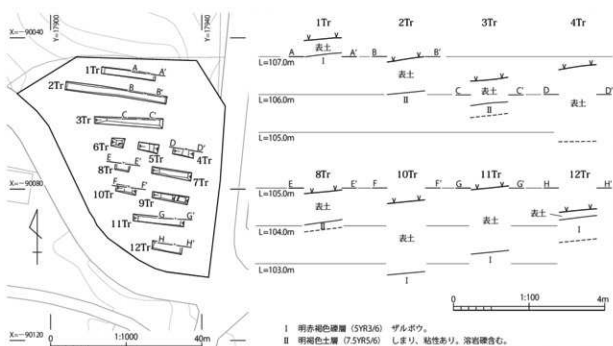 X=-90040
X=-90080
X=-90120
Y=17900
Y=17940
1Tr
A
A'
2Tr
B
B'
3Tr
C
C'
6Tr
5Tr
D
D'
4Tr
E
E'
8Tr
7Tr
F
F'
10Tr
9Tr
11Tr
G
G'
12Tr
H
H'
0
1:1000
40m
1Tr
2Tr
3Tr
4Tr
A
表土
A'
B
B'
L=107.0m
I
表土
表土
L=106.0m
II
C
II
C'
D
表土
D'
L=105.0m
8Tr
10Tr
11Tr
12Tr
E
E'
F
F'
G
G'
H
H'
L=105.0m
表土
表土
表土
表土
L=104.0m
II
I
L=103.0m
I
I
0
1:100
4m
I 明赤褐色礫層 (5YR3/6) ザルボウ。
II 明褐色土層 (7.5YR5/6) しまり、粘性あり。溶岩礫含む。